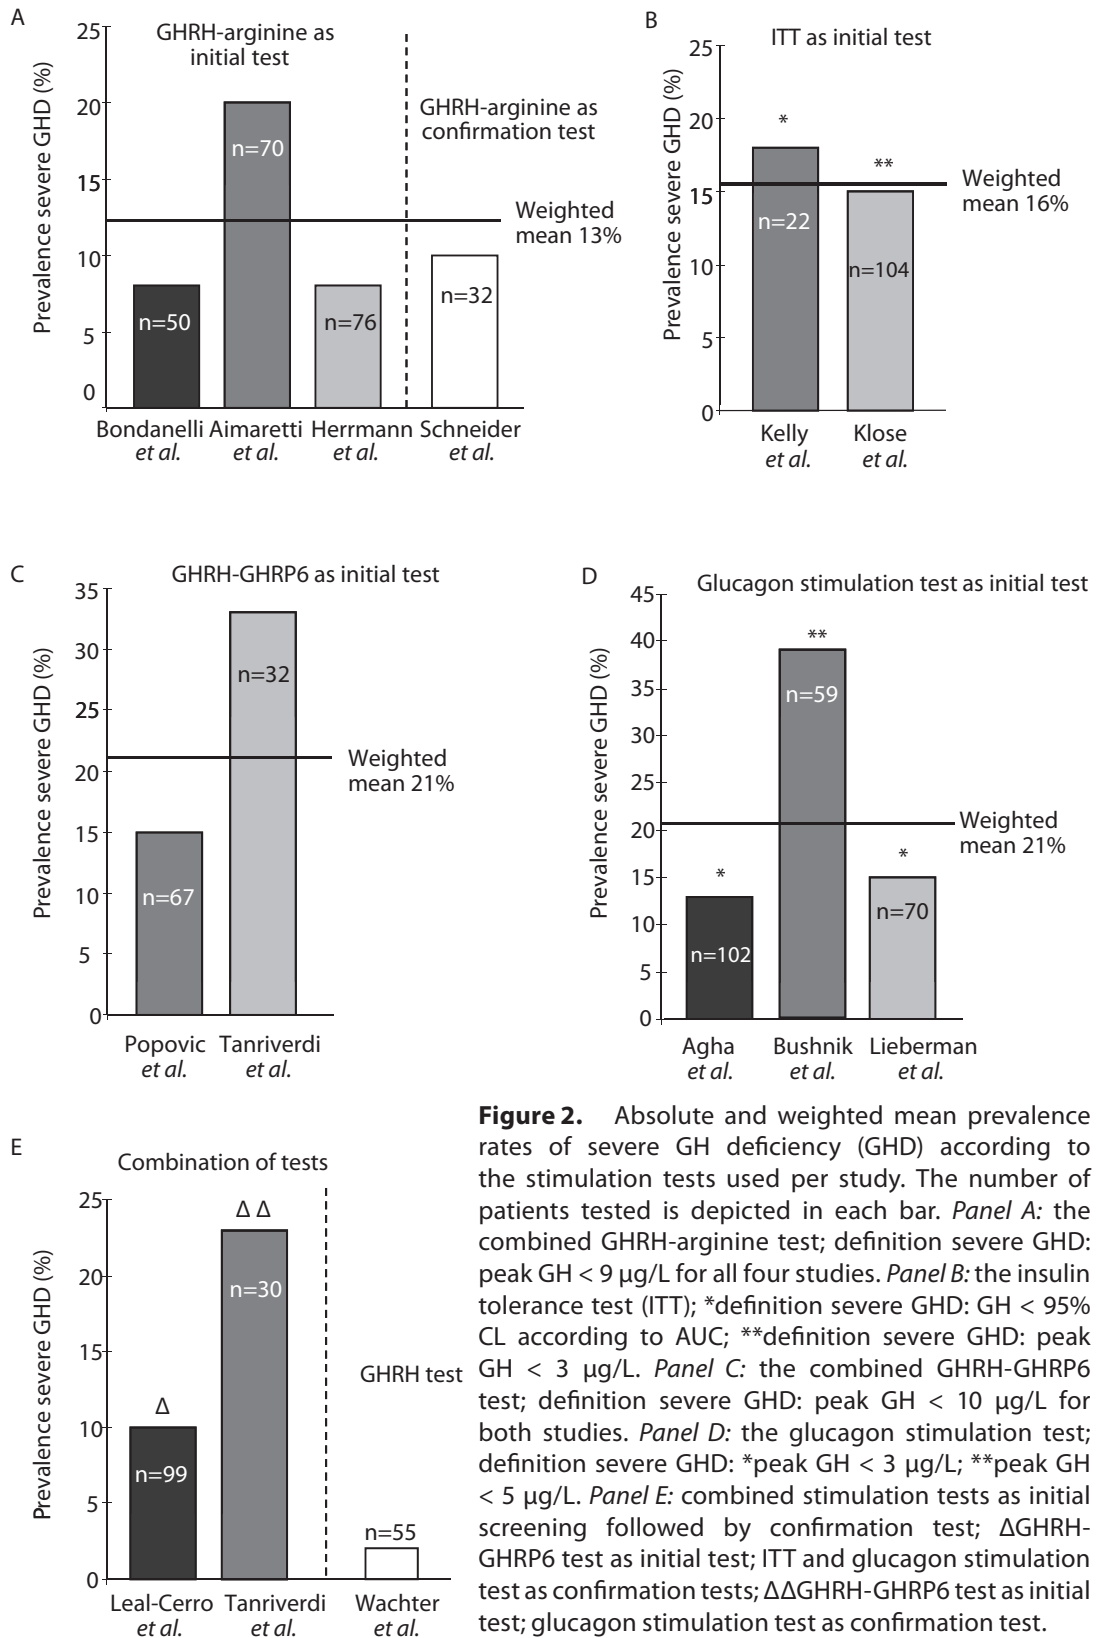 A
GHRH-arginine as
initial test
GHRH-arginine as
confirmation test
Prevalence severe GHD (%)
25
20
15
10
5
0
n=50
n=70
n=76
n=32
Weighted
mean 13%
Bondanelli Aimaretti Herrmann Schneider
et al. et al. et al. et al.
B
ITT as initial test
Prevalence severe GHD (%)
25
20
15
10
5
0
*
**
n=22
n=104
Weighted
mean 16%
Kelly Klose
et al. et al.
C
GHRH-GHRP6 as initial test
Prevalence severe GHD (%)
35
30
25
20
15
10
5
0
n=67
n=32
Weighted
mean 21%
Popovic Tanriverdi
et al. et al.
D
Glucagon stimulation test as initial test
Prevalence severe GHD (%)
45
40
35
30
25
20
15
10
5
0
*
**
*
n=102
n=59
n=70
Weighted
mean 21%
Agha Bushnik Lieberman
et al. et al. et al.
E
Combination of tests
Prevalence severe GHD (%)
25
20
15
10
5
0
Δ
Δ Δ
n=99
n=30
GHRH test
n=55
Leal-Cerro Tanriverdi Wachter
et al. et al. et al.
Figure 2. Absolute and weighted mean prevalence
rates of severe GH deficiency (GHD) according to
the stimulation tests used per study. The number of
patients tested is depicted in each bar. Panel A: the
combined GHRH-arginine test; definition severe GHD:
peak GH < 9 μg/L for all four studies. Panel B: the insulin
tolerance test (ITT); *definition severe GHD: GH < 95%
CL according to AUC; **definition severe GHD: peak
GH < 3 μg/L. Panel C: the combined GHRH-GHRP6
test; definition severe GHD: peak GH < 10 μg/L for
both studies. Panel D: the glucagon stimulation test;
definition severe GHD: *peak GH < 3 μg/L; **peak GH
< 5 μg/L. Panel E: combined stimulation tests as initial
screening followed by confirmation test; ΔGHRH-
GHRP6 test as initial test; ITT and glucagon stimulation
test as confirmation tests; ΔΔGHRH-GHRP6 test as initial
test; glucagon stimulation test as confirmation test.